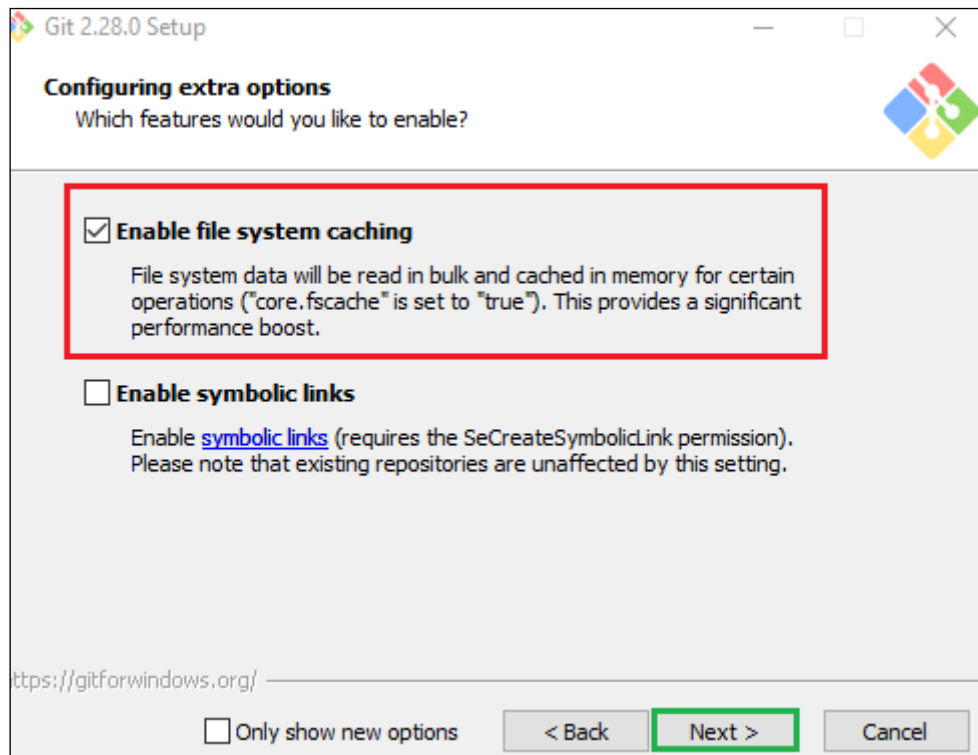 Git 2.28.0 Setup
Configuring extra options
Which features would you like to enable?
Enable file system caching
File system data will be read in bulk and cached in memory for certain
operations ("core.fscache" is set to "true"). This provides a significant
performance boost.
Enable symbolic links
Enable symbolic links (requires the SeCreateSymbolicLink permission).
Please note that existing repositories are unaffected by this setting.
ttps://gitforwindows.org/
Only show new options
< Back
Next >
Cancel